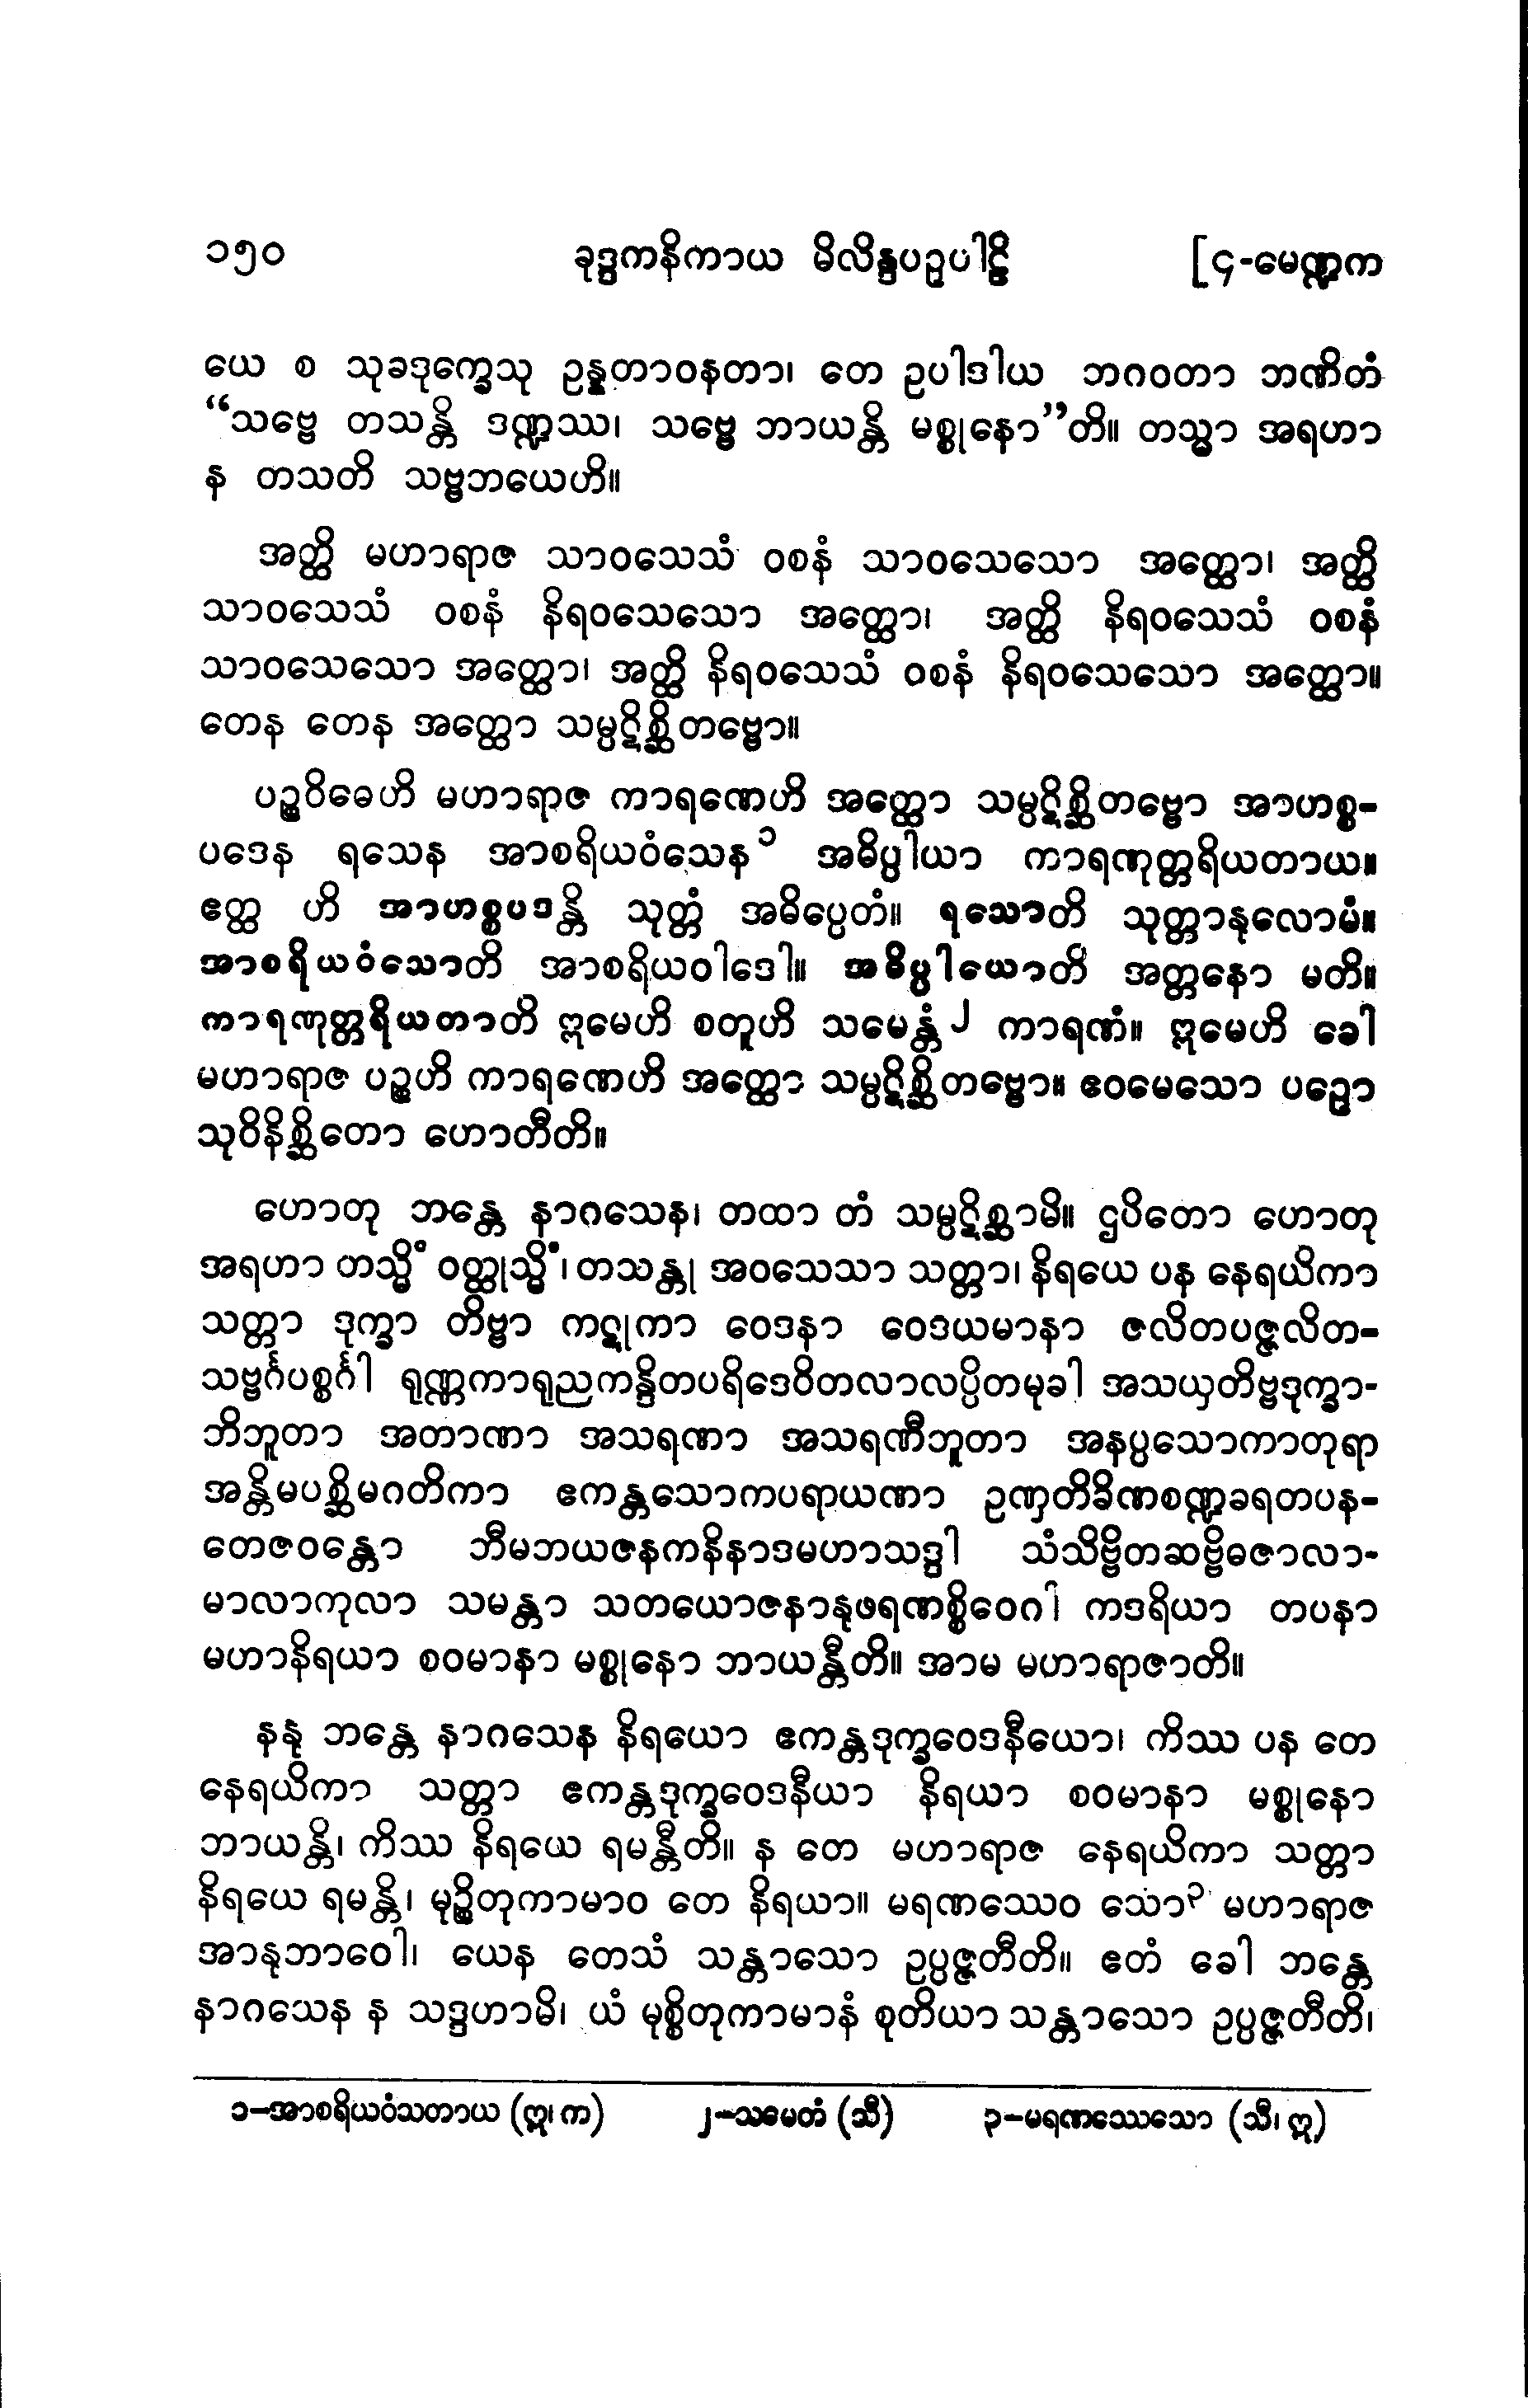 ၁၅၀ ခုဒ္ဒကနိကာယ မိလိန္ဒပဉှပါဠိ [၄-မေဏ္ဍက
ယေ စ သုခဒုက္ခေသု ဥန္နတာဝနတာ၊ တေ ဥပါဒါယ ဘဂဝတာ ဘဏိတံ
“သဗ္ဗေ တသန္တိ ဒဏ္ဍဿ၊ သဗ္ဗေ ဘာယန္တိ မစ္စုနော”တိ။ တသ္မာ အရဟာ
န တသတိ သဗ္ဗဘယေဟိ။
အတ္ထိ မဟာရာဇ သာဝသေသံ ဝစနံ သာဝသေသော အတ္ထော၊ အတ္ထိ
သာဝသေသံ ဝစနံ နိရဝသေသော အတ္ထော၊ အတ္ထိ နိရဝသေသံ ဝစနံ
သာဝသေသော အတ္ထော၊ အတ္ထိ နိရဝသေသံ ဝစနံ နိရဝသေသော အတ္ထော။
တေန တေန အတ္ထော သမ္ပဋိစ္ဆိတဗ္ဗော။
ပဉ္စဝိဓေဟိ မဟာရာဇ ကာရဏေဟိ အတ္ထော သမ္ပဋိစ္ဆိတဗ္ဗော အာဟစ္စ-
ပဒေန ရသေန အာစရိယဝံသေန၁ အဓိပ္ပါယာ ကာရဏုတ္တရိယတာယ။
ဧတ္ထ ဟိ အာဟစ္စပဒန္တိ သုတ္တံ အဓိပ္ပေတံ။ ရသောတိ သုတ္တာနုလောမံ။
အာစရိယဝံသောတိ အာစရိယဝါဒေါ။ အဓိပ္ပါယောတိ အတ္တနော မတိ။
ကာရဏုတ္တရိယတာတိ ဣမေဟိ စတူဟိ သမေန္တံ၂ ကာရဏံ။ ဣမေဟိ ခေါ
မဟာရာဇ ပဉ္စဟိ ကာရဏေဟိ အတ္ထော သမ္ပဋိစ္ဆိတဗ္ဗော။ ဧဝမေသော ပဉှော
သုဝိနိစ္ဆိတော ဟောတီတိ။
ဟောတု ဘန္တေ နာဂသေန၊ တထာ တံ သမ္ပဋိစ္ဆာမိ။ ဌပိတော ဟောတု
အရဟာ တသ္မိံ ဝတ္ထုသ္မိံ၊ တသန္တု အဝသေသာ သတ္တာ၊ နိရယေ ပန နေရယိကာ
သတ္တာ ဒုက္ခာ တိဗ္ဗာ ကဋုကာ ဝေဒနာ ဝေဒယမာနာ ဇလိတပဇ္ဇလိတ-
သဗ္ဗင်္ဂပစ္စင်္ဂါ ရုဏ္ဏကာရုညကန္ဒိတပရိဒေဝိတလာလပ္ပိတမုခါ အသယှတိဗ္ဗဒုက္ခာ-
ဘိဘူတာ အတာဏာ အသရဏာ အသရဏီဘူတာ အနပ္ပသောကာတုရာ
အန္တိမပစ္ဆိမဂတိကာ ဧကန္တသောကပရာယဏာ ဥဏှတိခိဏစဏ္ဍခရတပန-
တေဇဝန္တော ဘီမဘယဇနကနိနာဒမဟာသဒ္ဒါ သံသိဗ္ဗိတဆဗ္ဗိဓဇာလာ-
မာလာကုလာ သမန္တာ သတယောဇနာနုဖရဏစ္စိဝေဂါ ကဒရိယာ တပနာ
မဟာနိရယာ စဝမာနာ မစ္စုနော ဘာယန္တီတိ။ အာမ မဟာရာဇာတိ။
နနု ဘန္တေ နာဂသေန နိရယော ဧကန္တဒုက္ခဝေဒနီယော၊ ကိဿ ပန တေ
နေရယိကာ သတ္တာ ဧကန္တဒုက္ခဝေဒနီယာ နိရယာ စဝမာနာ မစ္စုနော
ဘာယန္တိ၊ ကိဿ နိရယေ ရမန္တီတိ။ န တေ မဟာရာဇ နေရယိကာ သတ္တာ
နိရယေ ရမန္တိ၊ မုဉ္စိတုကာမာဝ တေ နိရယာ။ မရဏဿေဝ သော၃ မဟာရာဇ
အာနုဘာဝေါ၊ ယေန တေသံ သန္တာသော ဥပ္ပဇ္ဇတီတိ။ ဧတံ ခေါ ဘန္တေ
နာဂသေန န သဒ္ဒဟာမိ၊ ယံ မုစ္စိတုကာမာနံ စုတိယာ သန္တာသော ဥပ္ပဇ္ဇတီတိ၊
၁-အာစရိယဝံသတာယ (ဣ၊ က) ၂-သမေတံ (သီ) ၃-မရဏဿေသော (သီ၊ ဣ)